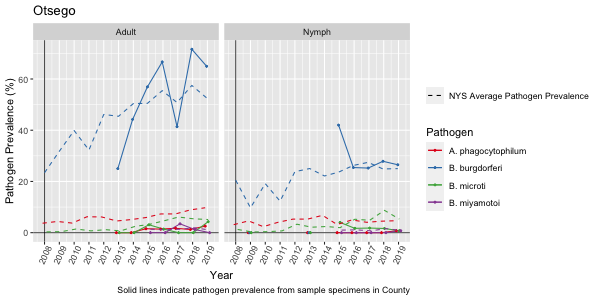 Otsego
Adult
Nymph
Pathogen Prevalence (%)
60
40
20
0
2008 2009 2010 2011 2012 2013 2014 2015 2016 2017 2018 2019
2008 2009 2010 2011 2012 2013 2014 2015 2016 2017 2018 2019
Year
Solid lines indicate pathogen prevalence from sample specimens in County
NYS Average Pathogen Prevalence
Pathogen
A. phagocytophilum
B. burgdorferi
B. microti
B. miyamotoi